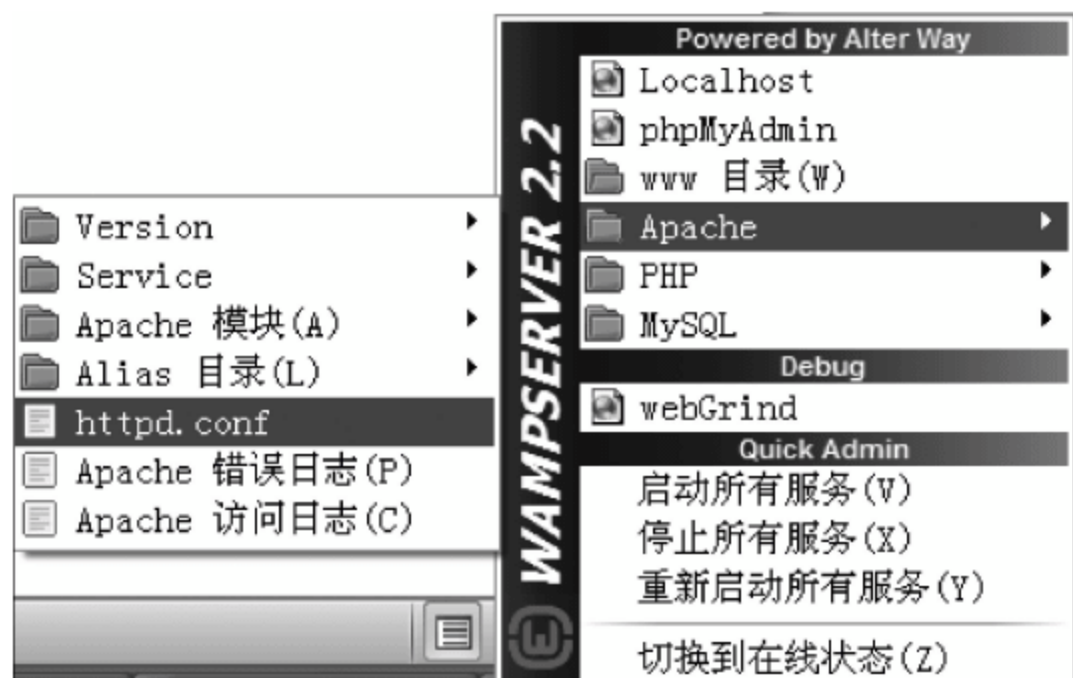 Powered by Alter Way
Localhost
phpMyAdmin
www 目录(W)
Apache
PHP
MySQL
Debug
webGrind
Quick Admin
启动所有服务(V)
停止所有服务(X)
重新启动所有服务(Y)
切换到在线状态(Z)
WAMPSERVER 2.2
Version
Service
Apache 模块(A)
Alias 目录(L)
httpd.conf
Apache 错误日志(P)
Apache 访问日志(C)